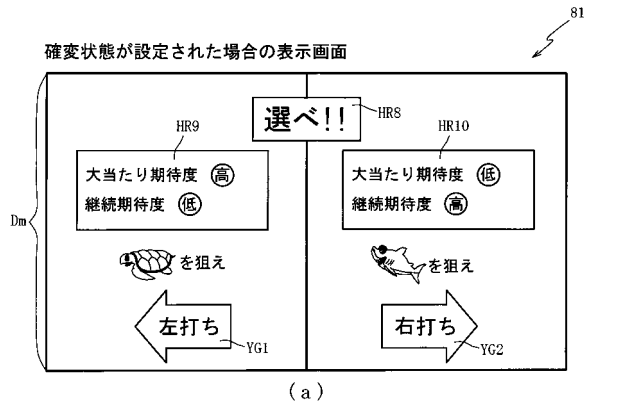 81
確変状態が設定された場合の表示画面
選べ!!
HR8
HR9
HR10
大当たり期待度 高
継続期待度 低
大当たり期待度 低
継続期待度 高
Dm
を狙え
を狙え
左打ち
右打ち
YG1
YG2
(a)